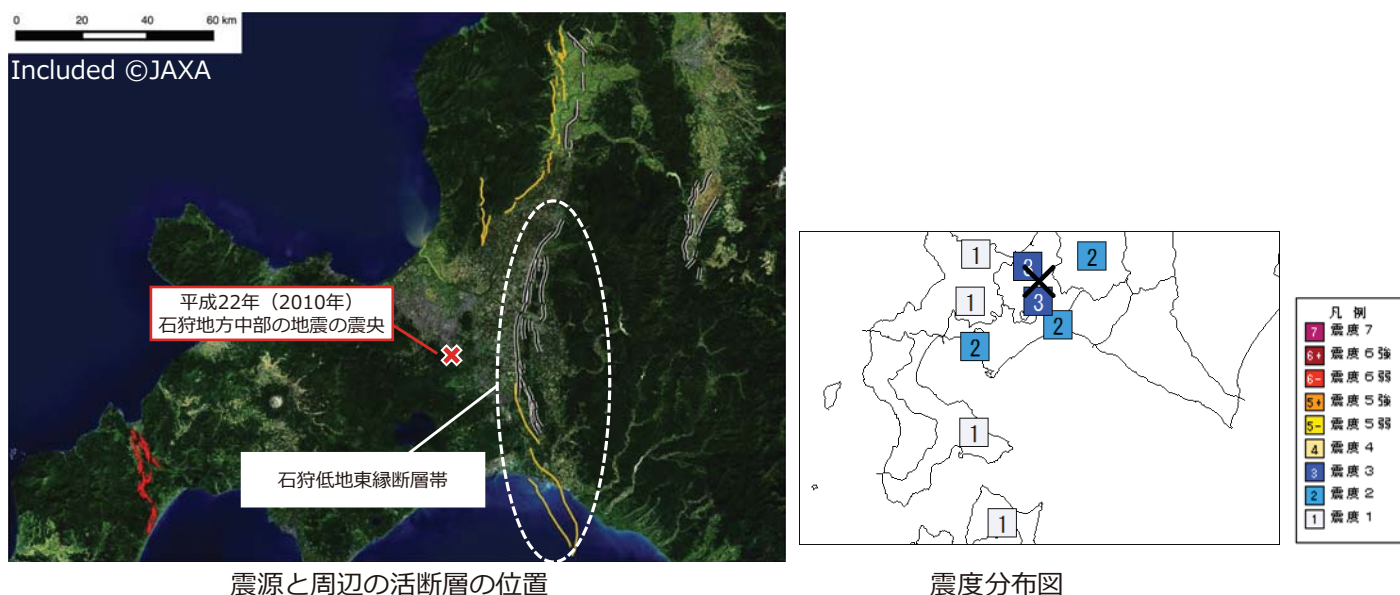 0 20 40 60 km
Included ©JAXA
平成22年（2010年）
石狩地方中部の地震の震央
石狩低地東縁断層帯
震源と周辺の活断層の位置
1
3
2
1
3
2
2
1
1
凡 例
7 震度 7
6+ 震度 6 強
6- 震度 6 弱
5+ 震度 5 強
5- 震度 5 弱
4 震度 4
3 震度 3
2 震度 2
1 震度 1
震度分布図